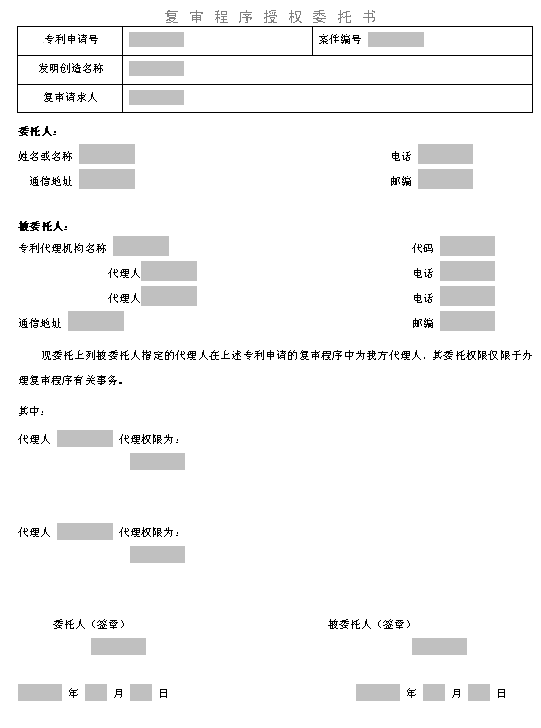 复审程序授权委托书
专利申请号 案件编号
发明创造名称
复审请求人
委托人：
姓名或名称 电话
通信地址 邮编
被委托人：
专利代理机构名称 代码
代理人 电话
代理人 电话
通信地址 邮编
现委托上列被委托人指定的代理人在上述专利申请的复审程序中为我方代理人，其委托权限仅限于办
理复审程序有关事务。
其中：
代理人 代理权限为：
代理人 代理权限为：
委托人（签章） 被委托人（签章）
年 月 日 年 月 日